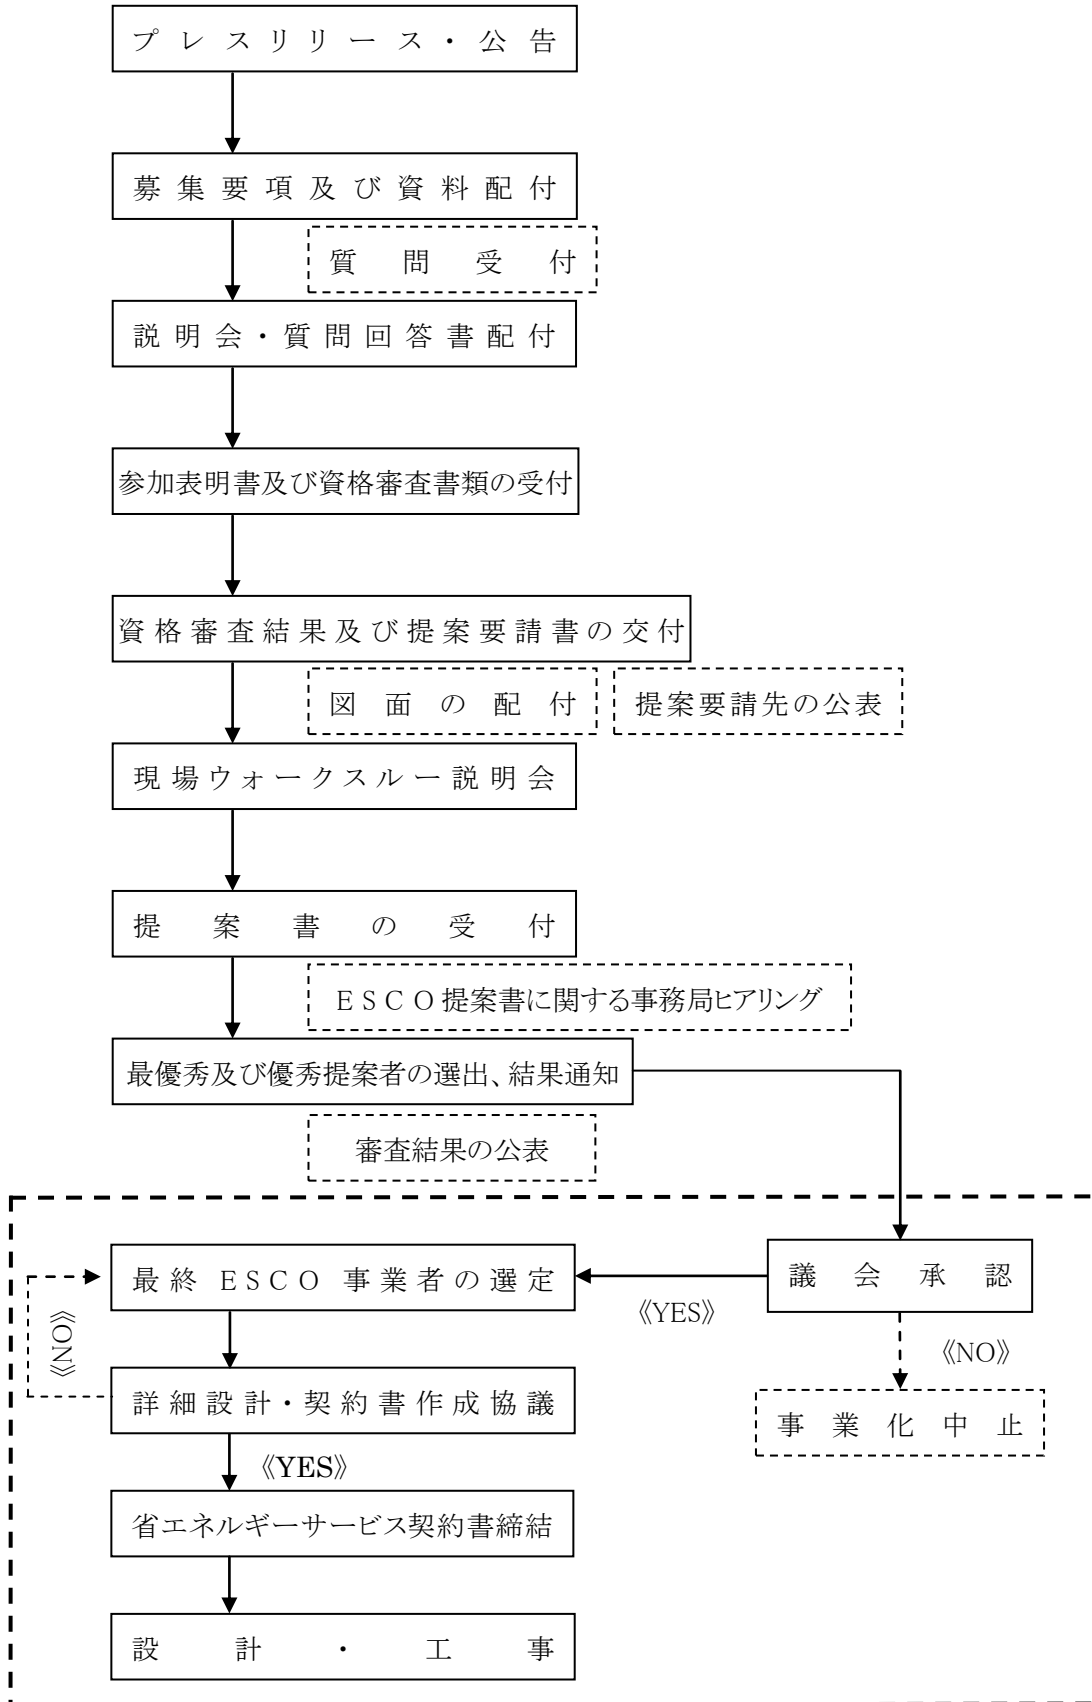 プレスリリース・公告
募集要項及び資料配付
質問受付
説明会・質問回答書配付
参加表明書及び資格審査書類の受付
資格審査結果及び提案要請書の交付
図面の配付
提案要請先の公表
現場ウォークスルー説明会
提案書の受付
ESCO提案書に関する事務局ヒアリング
最優秀及び優秀提案者の選出、結果通知
審査結果の公表
最終ESCO事業者の選定
議会承認
《YES》
《NO》
《NO》
詳細設計・契約書作成協議
事業化中止
《YES》
省エネルギーサービス契約書締結
設計・工事